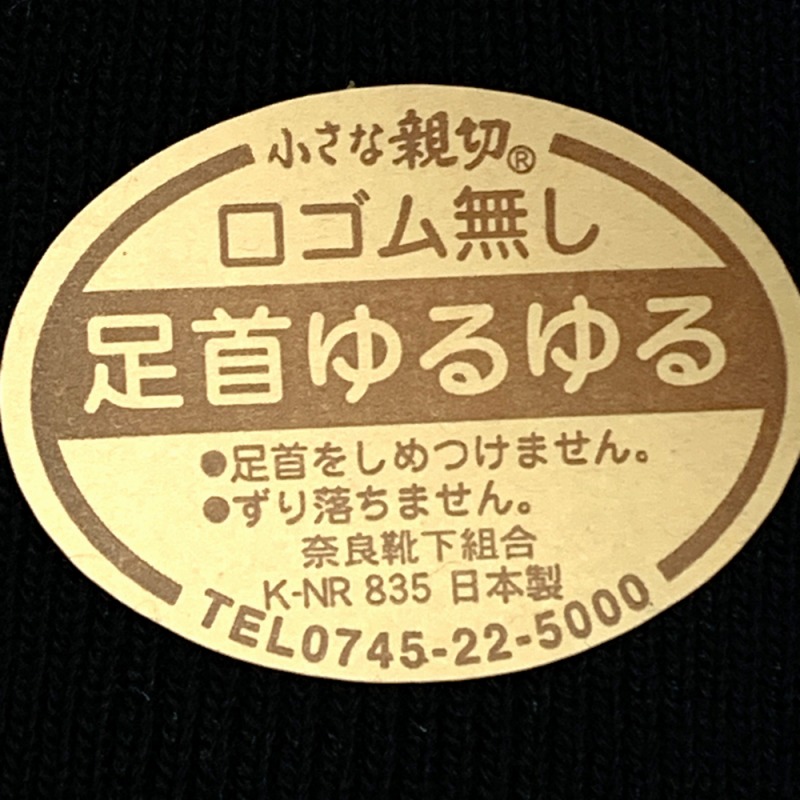 小さな親切®
口ゴム無し
足首ゆるゆる
●足首をしめつけません。
●ずり落ちません。
奈良靴下組合
K-NR 835 日本製
TEL0745-22-5000